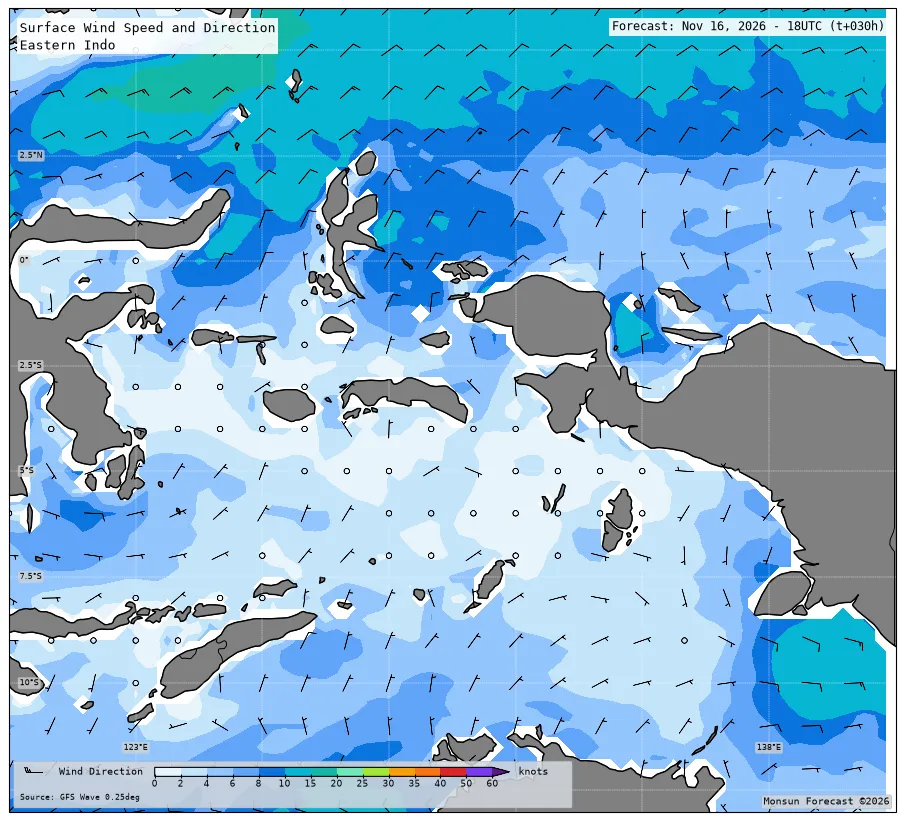 Surface Wind Speed and Direction
Eastern Indo
Forecast: Nov 16, 2026 - 18UTC (t+030h)
2.5°N
0°
2.5°S
5°S
7.5°S
10°S
123°E
138°E
Wind Direction
knots
0 2 4 6 8 10 15 20 25 30 35 40 50 60
Source: GFS Wave 0.25deg
Monsun Forecast ©2026